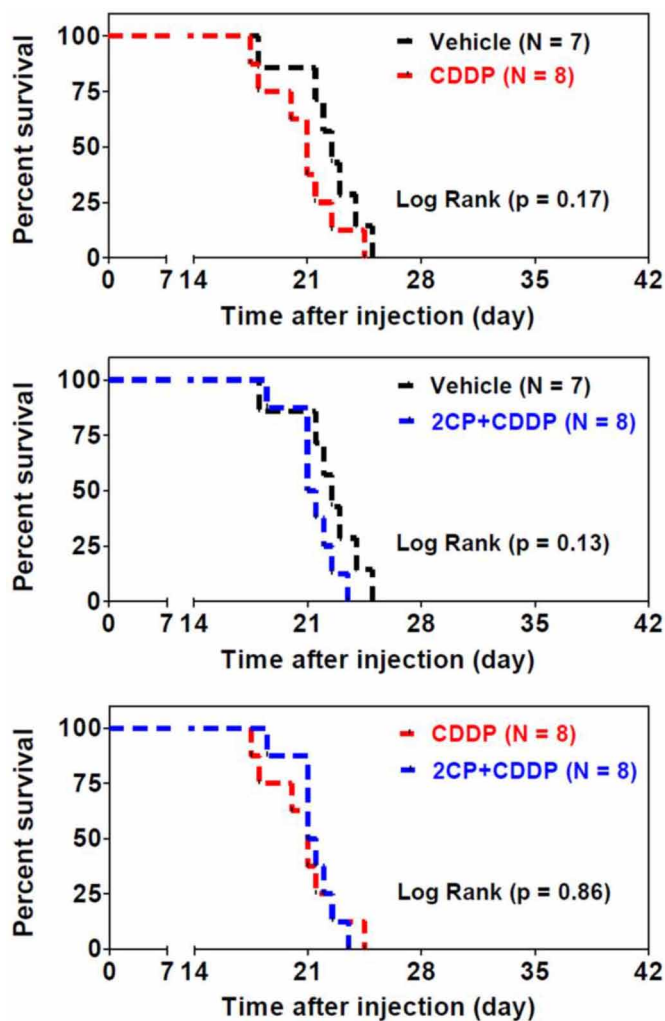 Percent survival
100
75
50
25
0
Vehicle (N = 7)
CDDP (N = 8)
Log Rank (p = 0.17)
0 7 14 21 28 35 42
Time after injection (day)
Percent survival
100
75
50
25
0
Vehicle (N = 7)
2CP+CDDP (N = 8)
Log Rank (p = 0.13)
0 7 14 21 28 35 42
Time after injection (day)
Percent survival
100
75
50
25
0
CDDP (N = 8)
2CP+CDDP (N = 8)
Log Rank (p = 0.86)
0 7 14 21 28 35 42
Time after injection (day)